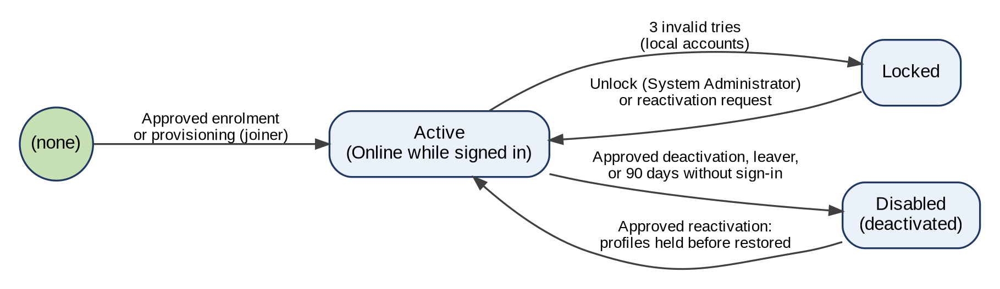 3 invalid tries
(local accounts)
Locked
Unlock (System Administrator)
or reactivation request
Approved enrolment
or provisioning (joiner)
(none)
Active
(Online while signed in)
Approved deactivation, leaver,
or 90 days without sign-in
Disabled
(deactivated)
Approved reactivation:
profiles held before restored